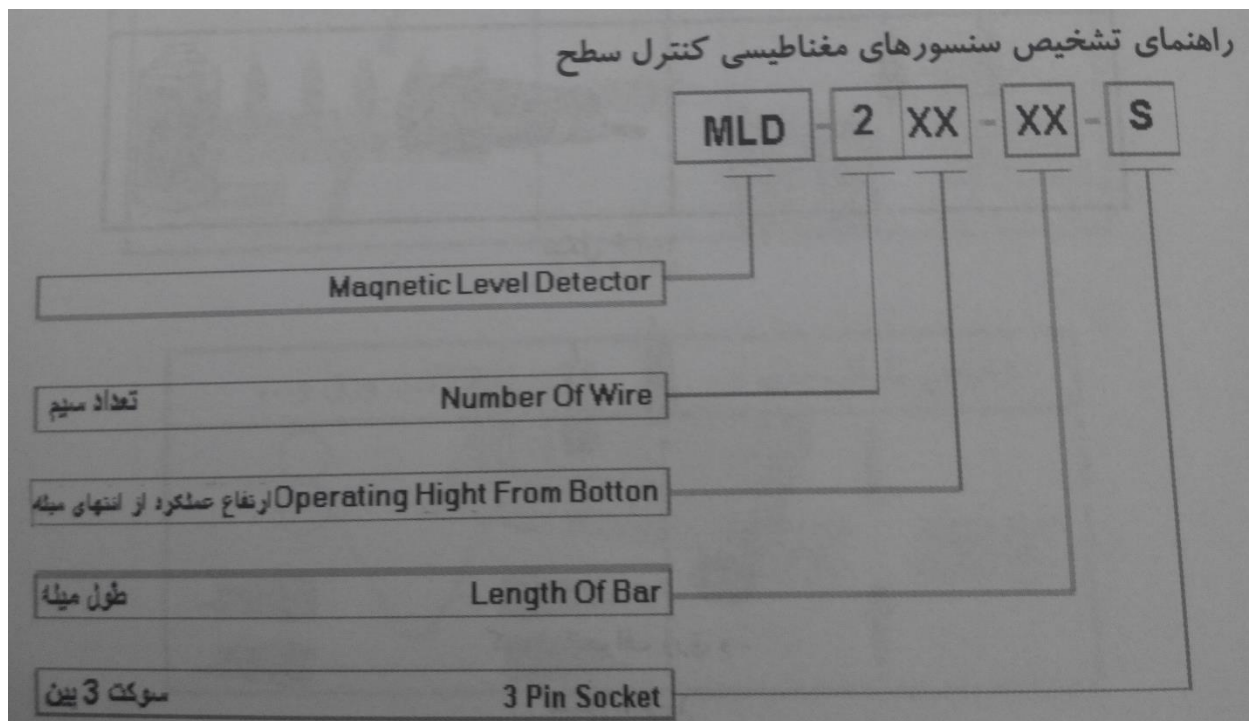 راهنمای تشخیص سنسورهای مغناطیسی کنترل سطح
MLD - 2 XX - XX - S
Maqnetic Level Detector
تعداد سیم Number Of Wire
ارتفاع عملکرد از انتهای میله Operating Hight From Botton
طول میله Length Of Bar
سوکت 3 پین 3 Pin Socket